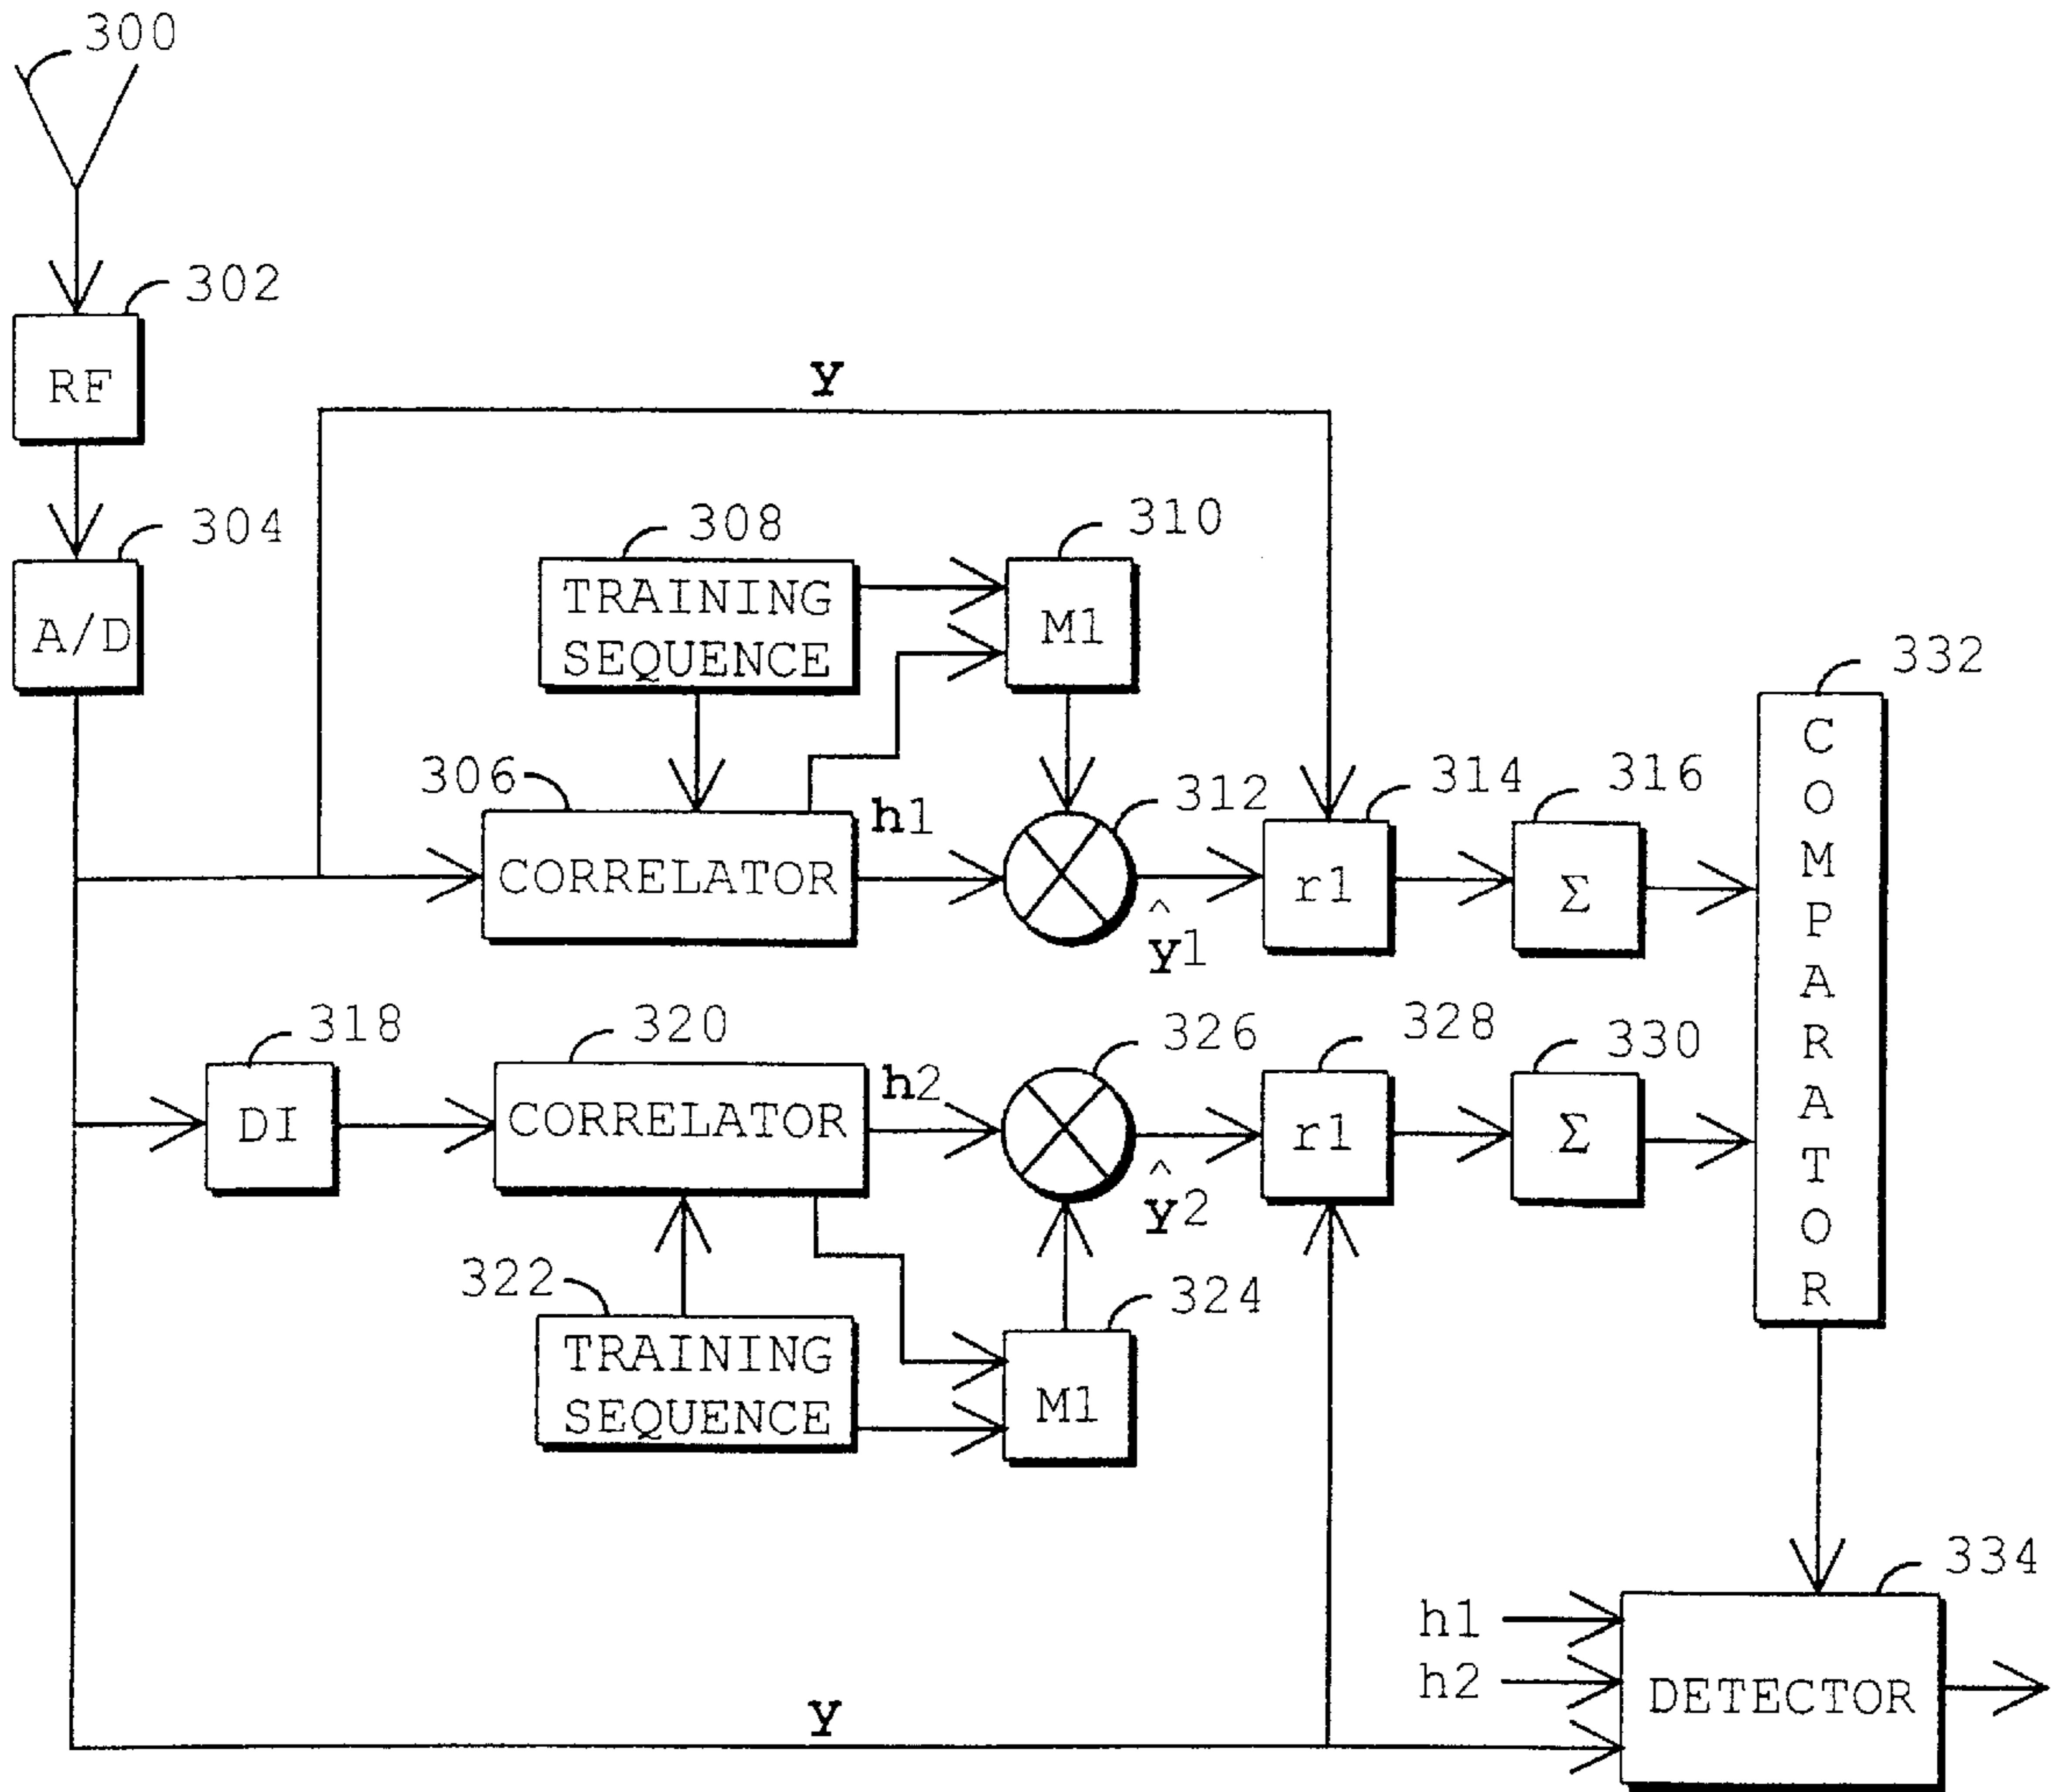 300
302
RF
y
304
A/D
308
TRAINING
SEQUENCE
310
M1
332
COMPARATOR
306
CORRELATOR
h1
312
ŷ1
314
r1
316
Σ
318
DI
320
CORRELATOR
h2
326
ŷ2
328
r1
330
Σ
322
TRAINING
SEQUENCE
324
M1
334
h1
h2
DETECTOR
y